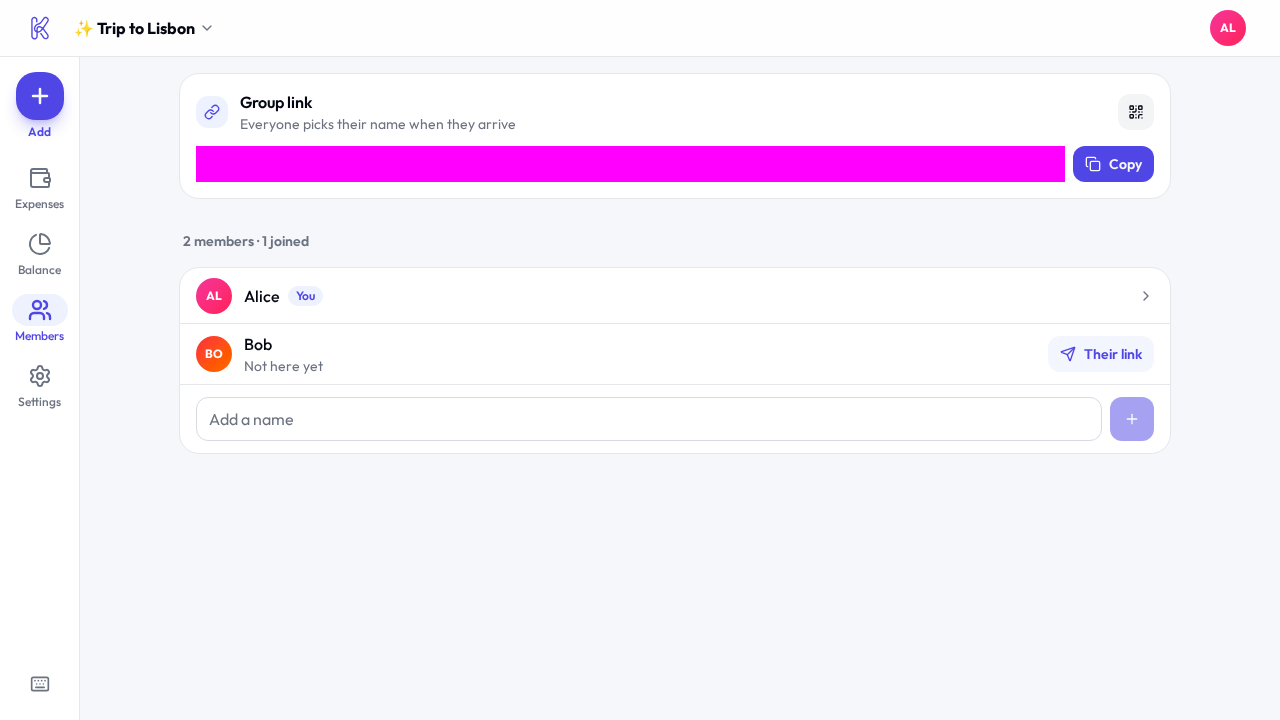 ✨ Trip to Lisbon
AL
Add
Expenses
Balance
Members
Settings
Group link
Everyone picks their name when they arrive
Copy
2 members · 1 joined
AL
Alice
You
BO
Bob
Not here yet
Their link
Add a name